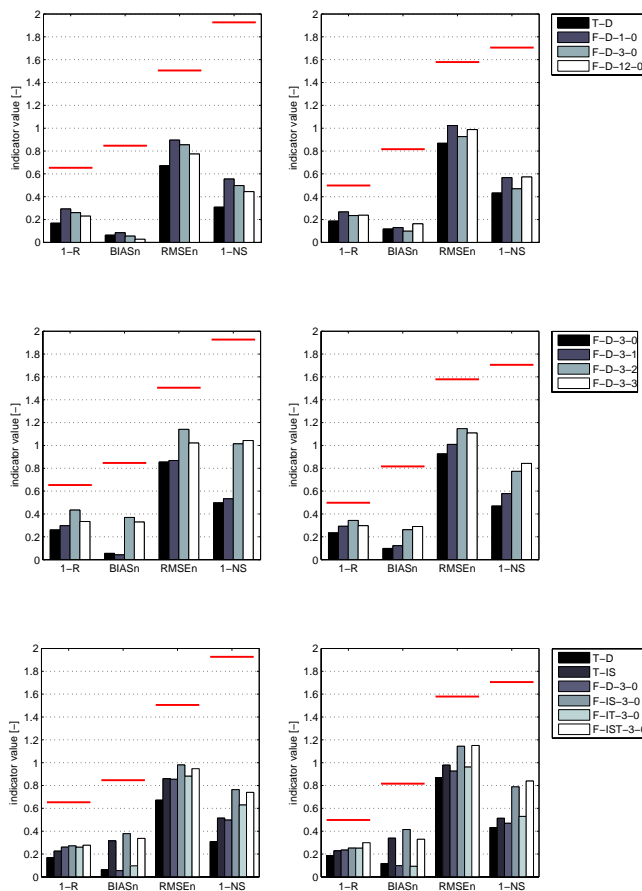 2
1.8
1.6
1.4
1.2
1
0.8
0.6
0.4
0.2
0
indicator value [-]
1-R BIASn RMSEn 1-NS
2
1.8
1.6
1.4
1.2
1
0.8
0.6
0.4
0.2
0
indicator value [-]
1-R BIASn RMSEn 1-NS
T-D
F-D-1-0
F-D-3-0
F-D-12-0
2
1.8
1.6
1.4
1.2
1
0.8
0.6
0.4
0.2
0
indicator value [-]
1-R BIASn RMSEn 1-NS
2
1.8
1.6
1.4
1.2
1
0.8
0.6
0.4
0.2
0
indicator value [-]
1-R BIASn RMSEn 1-NS
F-D-3-0
F-D-3-1
F-D-3-2
F-D-3-3
2
1.8
1.6
1.4
1.2
1
0.8
0.6
0.4
0.2
0
indicator value [-]
1-R BIASn RMSEn 1-NS
2
1.8
1.6
1.4
1.2
1
0.8
0.6
0.4
0.2
0
indicator value [-]
1-R BIASn RMSEn 1-NS
T-D
T-IS
F-D-3-0
F-IS-3-0
F-IT-3-0
F-IST-3-0